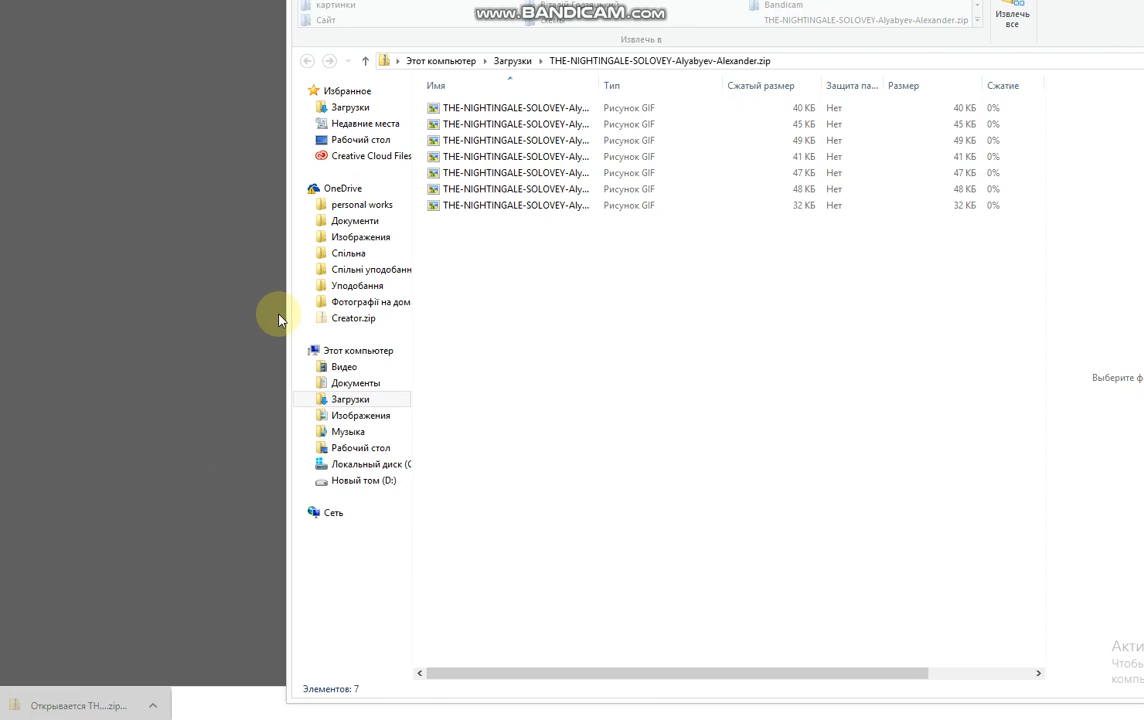 www.BANDICAM.com
картинки
Bandicam
Сайт
THE-NIGHTINGALE-SOLOVEY-Alyabyev-Alexander.zip
Извлечь все
Извлечь в
Этот компьютер Загрузки THE-NIGHTINGALE-SOLOVEY-Alyabyev-Alexander.zip
Имя Тип Сжатый размер Защита па... Размер Сжатие
THE-NIGHTINGALE-SOLOVEY-Aly... Рисунок GIF 40 КБ Нет 40 КБ 0%
THE-NIGHTINGALE-SOLOVEY-Aly... Рисунок GIF 45 КБ Нет 45 КБ 0%
THE-NIGHTINGALE-SOLOVEY-Aly... Рисунок GIF 49 КБ Нет 49 КБ 0%
THE-NIGHTINGALE-SOLOVEY-Aly... Рисунок GIF 41 КБ Нет 41 КБ 0%
THE-NIGHTINGALE-SOLOVEY-Aly... Рисунок GIF 47 КБ Нет 47 КБ 0%
THE-NIGHTINGALE-SOLOVEY-Aly... Рисунок GIF 48 КБ Нет 48 КБ 0%
THE-NIGHTINGALE-SOLOVEY-Aly... Рисунок GIF 32 КБ Нет 32 КБ 0%
Избранное
Загрузки
Недавние места
Рабочий стол
Creative Cloud Files
OneDrive
personal works
Документи
Изображения
Спільна
Спільні уподобанн
Уподобання
Фотографії на дом
Creator.zip
Этот компьютер
Видео
Документы
Загрузки
Изображения
Музыка
Рабочий стол
Локальный диск (C
Новый том (D:)
Сеть
Выберите ф
Акти
Чтобы
компь
Элементов: 7
Открывается TH....zip...